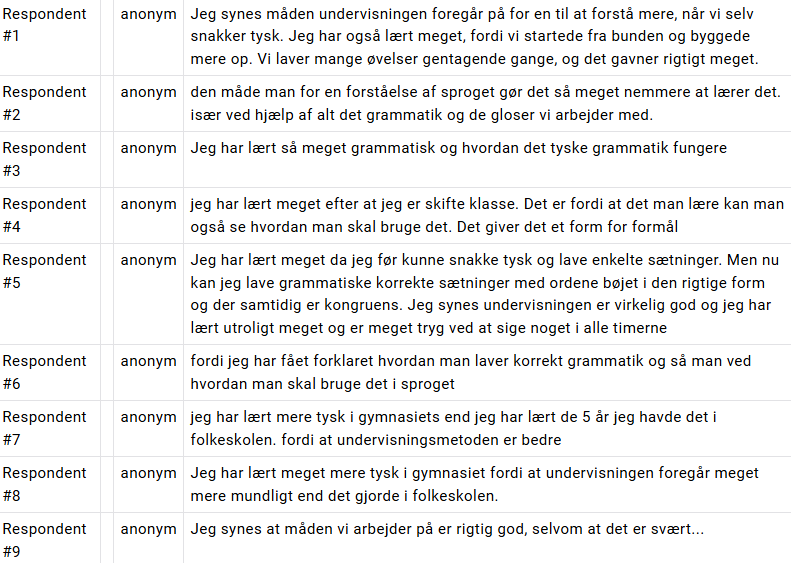 Respondent anonym Jeg synes måden undervisningen foregår på for en til at forstå mere, når vi selv
#1 snakker tysk. Jeg har også lært meget, fordi vi startede fra bunden og byggede
mere op. Vi laver mange øvelser gentagende gange, og det gavner rigtigt meget.
Respondent anonym den måde man for en forståelse af sproget gør det så meget nemmere at lærer det.
#2 især ved hjælp af alt det grammatik og de gloser vi arbejder med.
Respondent anonym Jeg har lært så meget grammatisk og hvordan det tyske grammatik fungere
#3
Respondent anonym jeg har lært meget efter at jeg er skifte klasse. Det er fordi at det man lære kan man
#4 også se hvordan man skal bruge det. Det giver det et form for formål
Respondent anonym Jeg har lært meget da jeg før kunne snakke tysk og lave enkelte sætninger. Men nu
#5 kan jeg lave grammatiske korrekte sætninger med ordene bøjet i den rigtige form
og der samtidig er kongruens. Jeg synes undervisningen er virkelig god og jeg har
lært utroligt meget og er meget tryg ved at sige noget i alle timerne
Respondent anonym fordi jeg har fået forklaret hvordan man laver korrekt grammatik og så man ved
#6 hvordan man skal bruge det i sproget
Respondent anonym jeg har lært mere tysk i gymnasiets end jeg har lært de 5 år jeg havde det i
#7 folkeskolen. fordi at undervisningsmetoden er bedre
Respondent anonym Jeg har lært meget mere tysk i gymnasiet fordi at undervisningen foregår meget
#8 mere mundligt end det gjorde i folkeskolen.
Respondent anonym Jeg synes at måden vi arbejder på er rigtig god, selvom at det er svært...
#9